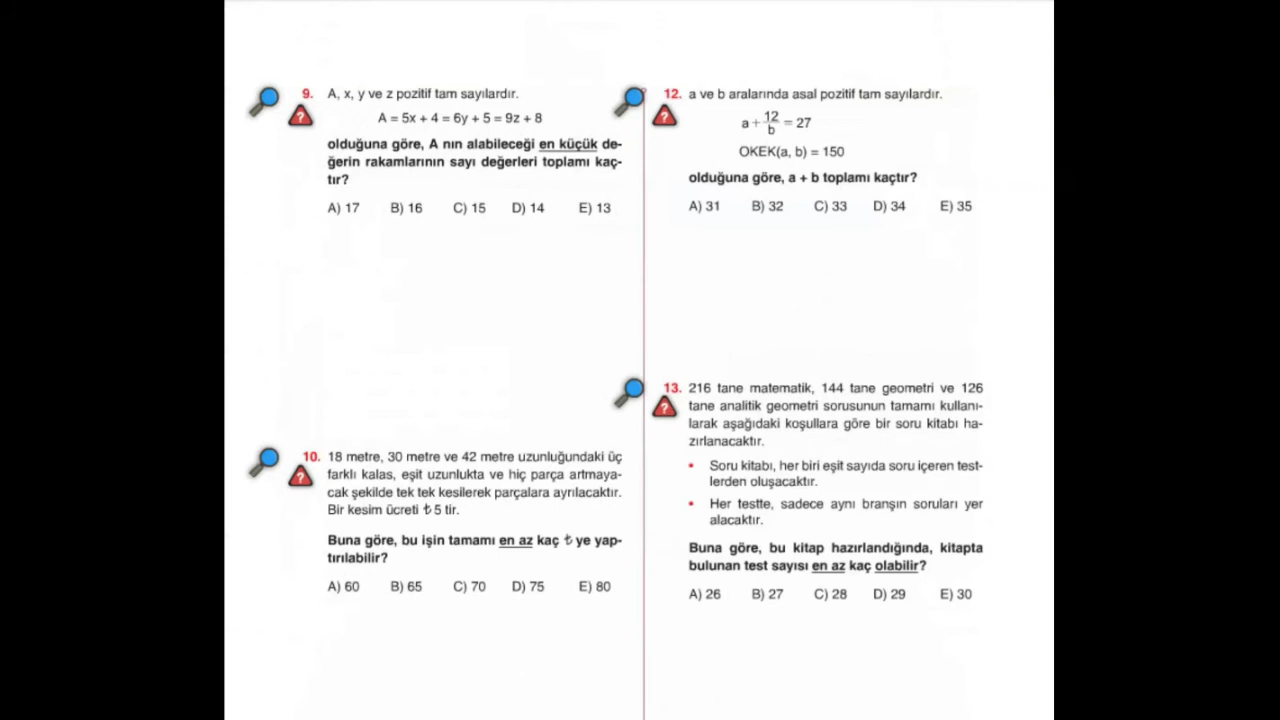 9. A, x, y ve z pozitif tam sayılardır.
A = 5x + 4 = 6y + 5 = 9z + 8
olduğuna göre, A nın alabileceği en küçük de-
ğerin rakamlarının sayı değerleri toplamı kaç-
tır?
A) 17 B) 16 C) 15 D) 14 E) 13
10. 18 metre, 30 metre ve 42 metre uzunluğundaki üç
farklı kalas, eşit uzunlukta ve hiç parça artmaya-
cak şekilde tek tek kesilerek parçalara ayrılacaktır.
Bir kesim ücreti ₺ 5 tir.
Buna göre, bu işin tamamı en az kaç ₺ ye yap-
tırılabilir?
A) 60 B) 65 C) 70 D) 75 E) 80
12. a ve b aralarında asal pozitif tam sayılardır.
a + 12/b = 27
OKEK(a, b) = 150
olduğuna göre, a + b toplamı kaçtır?
A) 31 B) 32 C) 33 D) 34 E) 35
13. 216 tane matematik, 144 tane geometri ve 126
tane analitik geometri sorusunun tamamı kullanı-
larak aşağıdaki koşullara göre bir soru kitabı ha-
zırlanacaktır.
• Soru kitabı, her biri eşit sayıda soru içeren test-
lerden oluşacaktır.
• Her testte, sadece aynı branşın soruları yer
alacaktır.
Buna göre, bu kitap hazırlandığında, kitapta
bulunan test sayısı en az kaç olabilir?
A) 26 B) 27 C) 28 D) 29 E) 30